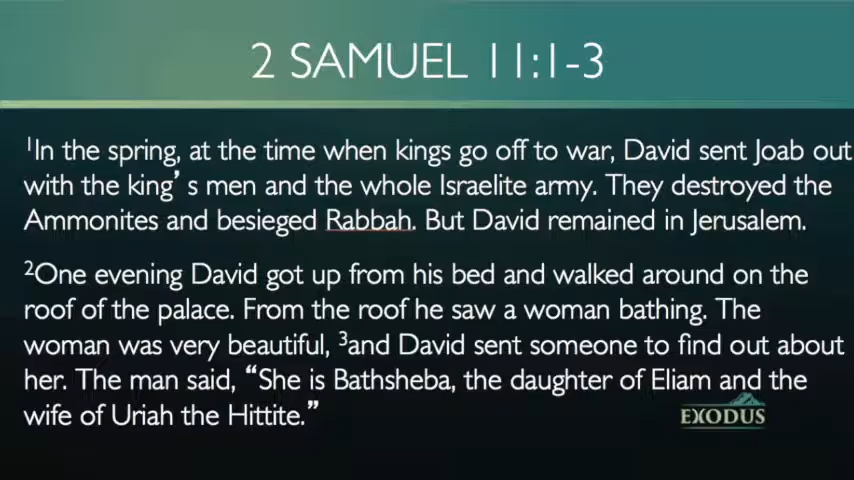 2 SAMUEL 11:1-3
¹In the spring, at the time when kings go off to war, David sent Joab out
with the king’s men and the whole Israelite army. They destroyed the
Ammonites and besieged Rabbah. But David remained in Jerusalem.
²One evening David got up from his bed and walked around on the
roof of the palace. From the roof he saw a woman bathing. The
woman was very beautiful, ³and David sent someone to find out about
her. The man said, “She is Bathsheba, the daughter of Eliam and the
wife of Uriah the Hittite.”
EXODUS